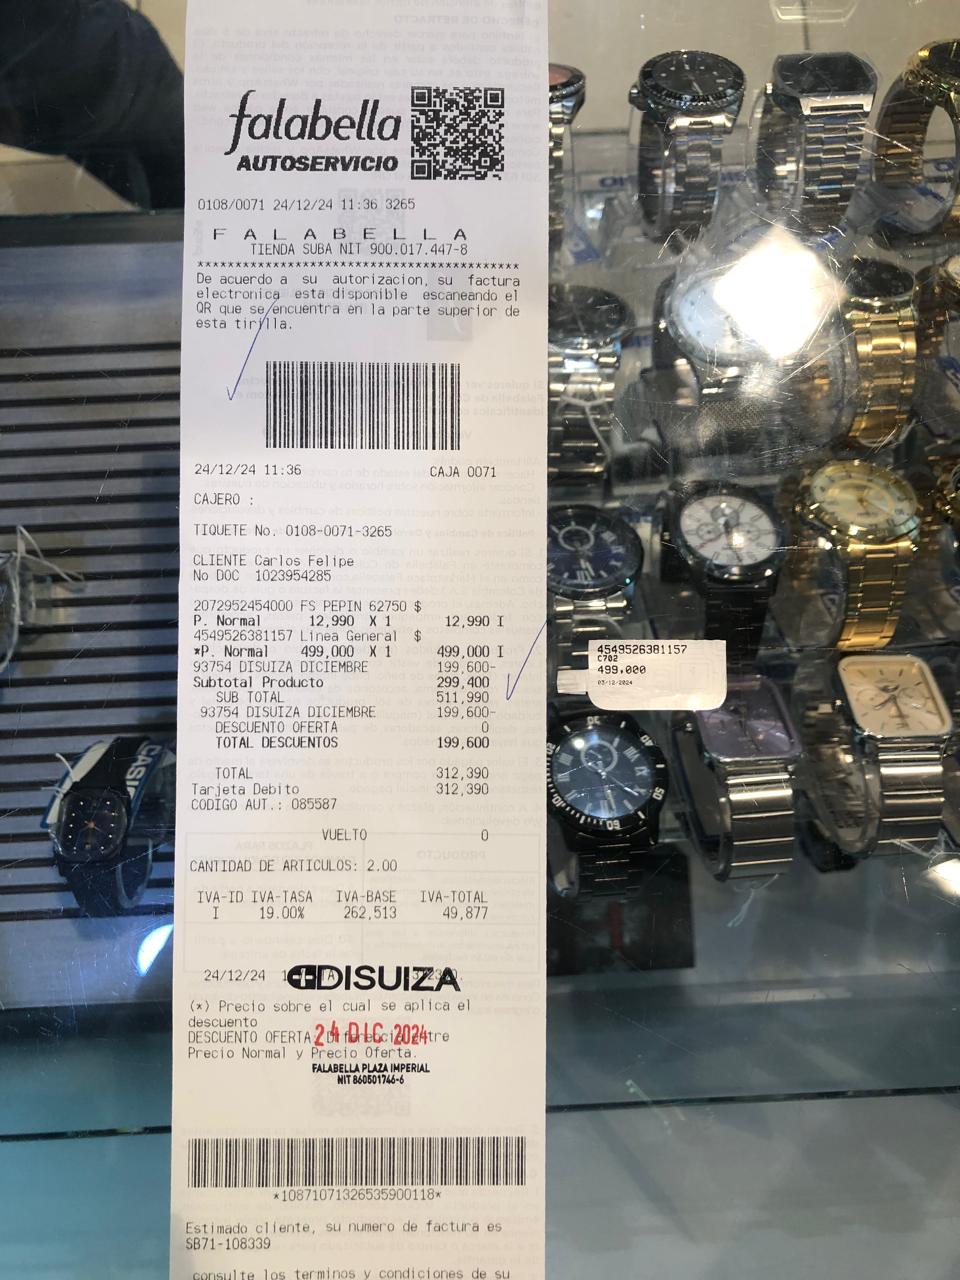 falabella
AUTOSERVICIO
0108/0071 24/12/24 11:36 3265
F A L A B E L L A
TIENDA SUBA NIT 900.017.447-8
******************************************
De acuerdo a su autorizacion, su factura
electronica esta disponible escaneando el
QR que se encuentra en la parte superior de
esta tirilla.
24/12/24 11:36 CAJA 0071
CAJERO :
TIQUETE No. 0108-0071-3265
CLIENTE Carlos Felipe
No DOC 1023954285
2072952454000 FS PEPIN 62750 $
P. Normal 12,990 X 1 12,990 I
4549526381157 Linea General $
*P. Normal 499,000 X 1 499,000 I
93754 DISUIZA DICIEMBRE 199,600-
Subtotal Producto 299,400
SUB TOTAL 511,990
93754 DISUIZA DICIEMBRE 199,600-
DESCUENTO OFERTA 0
TOTAL DESCUENTOS 199,600
TOTAL 312,390
Tarjeta Debito 312,390
CODIGO AUT.: 085587
VUELTO 0
CANTIDAD DE ARTICULOS: 2.00
IVA-ID IVA-TASA IVA-BASE IVA-TOTAL
I 19.00% 262,513 49,877
24/12/24
DISUIZA
(*) Precio sobre el cual se aplica el
descuento
DESCUENTO OFERTA: Diferencia entre
24 DIC 2024
Precio Normal y Precio Oferta.
FALABELLA PLAZA IMPERIAL
NIT 860501746-6
*10871071326535900118*
Estimado cliente, su numero de factura es
SB71-108339
consulte los terminos y condiciones de su
4549526381157
C702
499,000
03/12/2024
CASIO